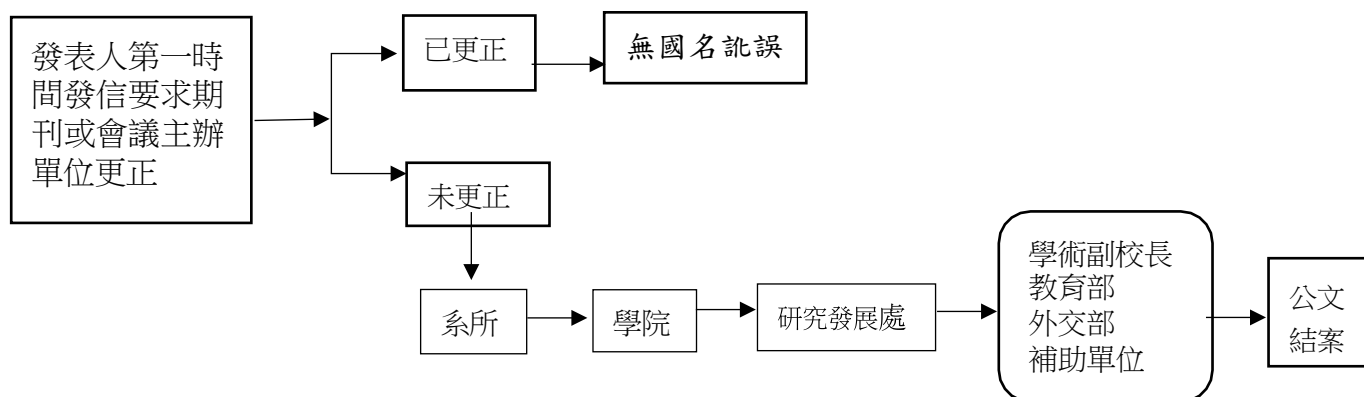 發表人第一時
間發信要求期
刊或會議主辦
單位更正
已更正
無國名訛誤
未更正
系所
學院
研究發展處
學術副校長
教育部
外交部
補助單位
公文
結案